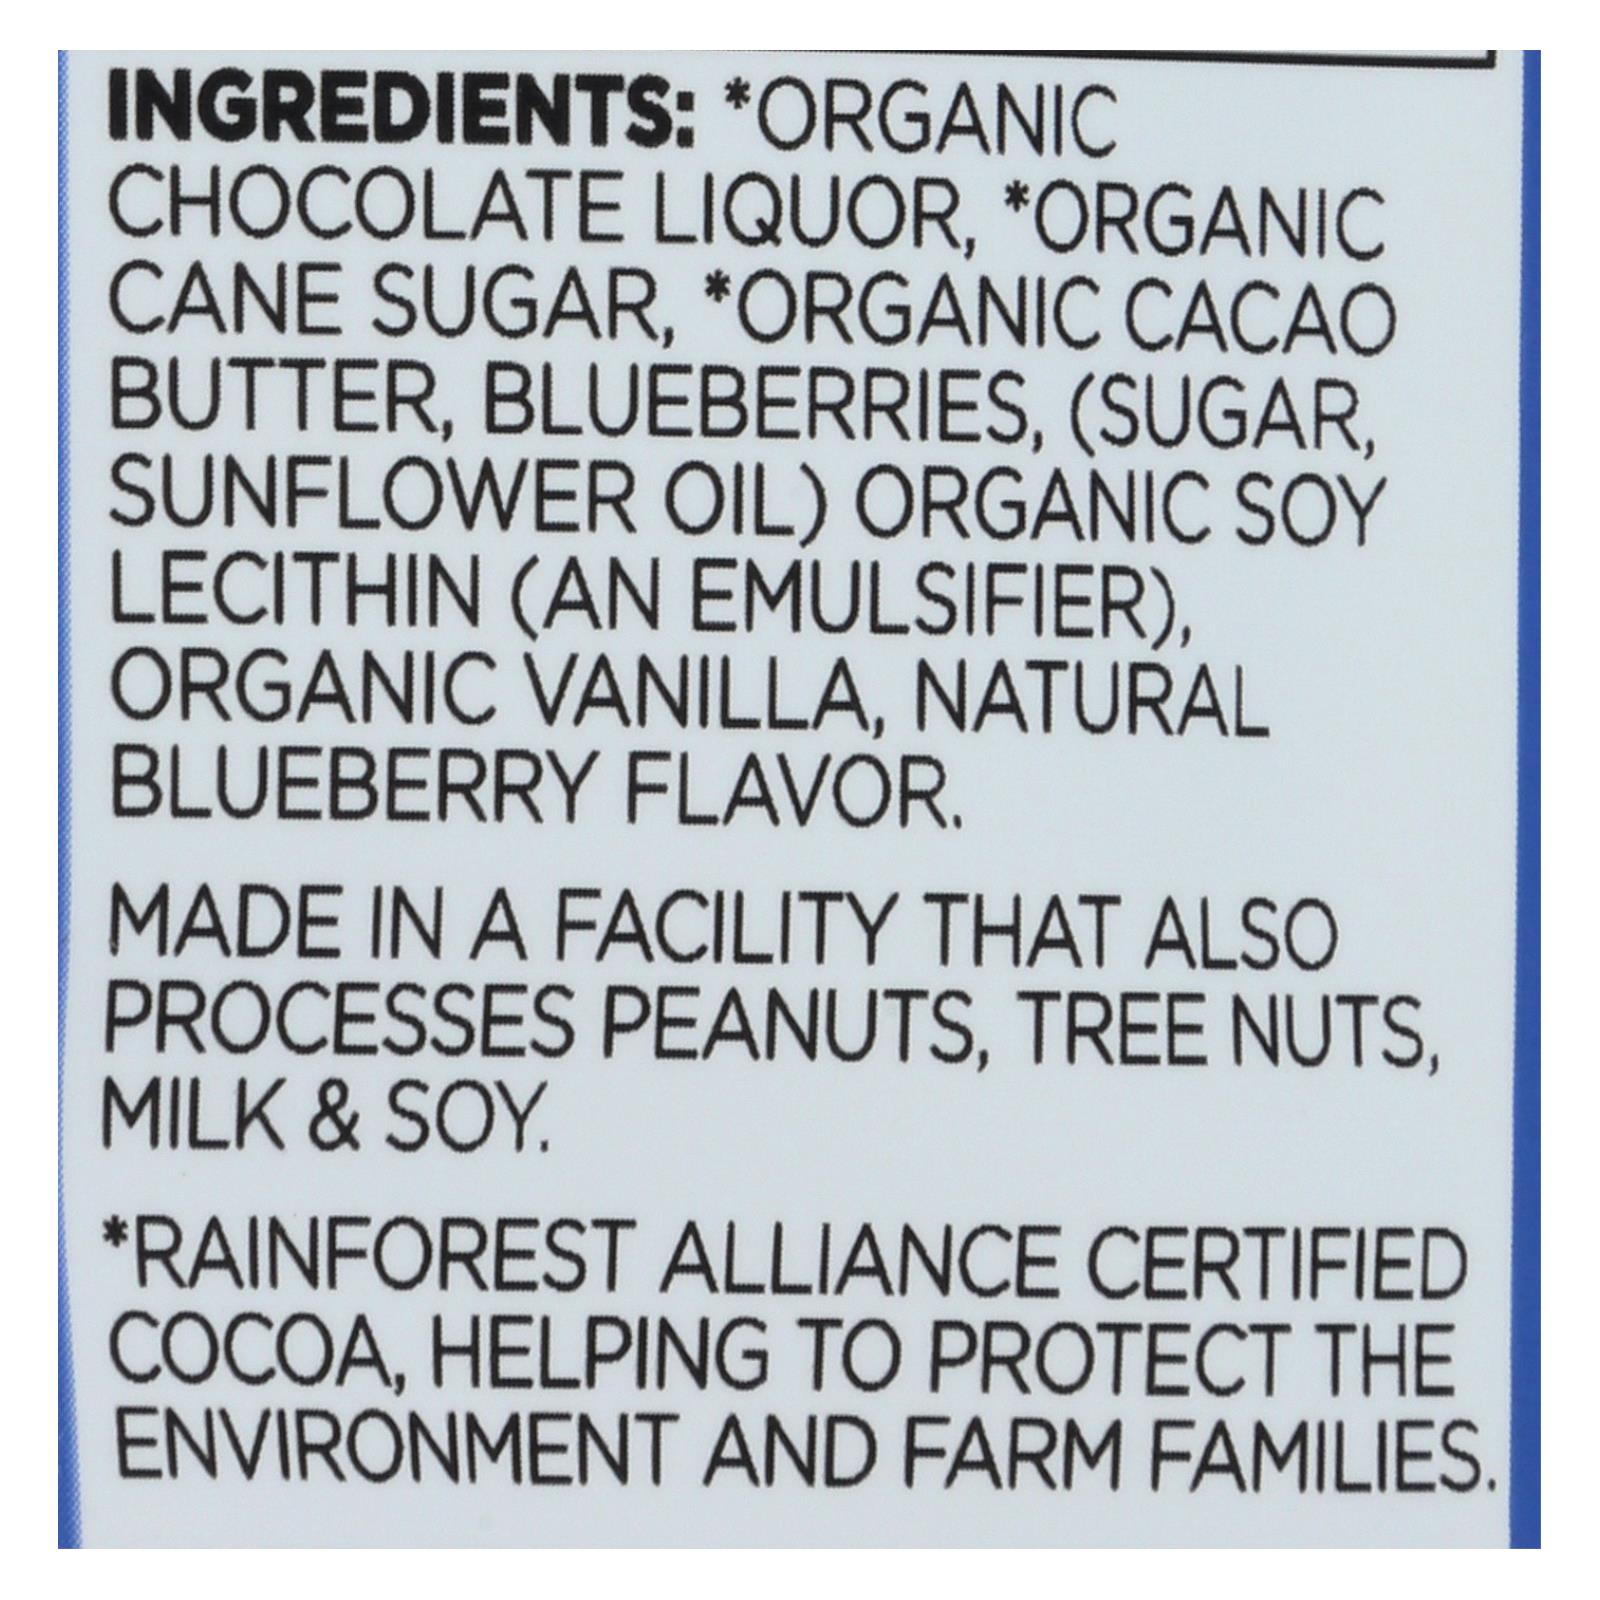 INGREDIENTS: *ORGANIC
CHOCOLATE LIQUOR, *ORGANIC
CANE SUGAR, *ORGANIC CACAO
BUTTER, BLUEBERRIES, (SUGAR,
SUNFLOWER OIL) ORGANIC SOY
LECITHIN (AN EMULSIFIER),
ORGANIC VANILLA, NATURAL
BLUEBERRY FLAVOR.
MADE IN A FACILITY THAT ALSO
PROCESSES PEANUTS, TREE NUTS,
MILK & SOY.
*RAINFOREST ALLIANCE CERTIFIED
COCOA, HELPING TO PROTECT THE
ENVIRONMENT AND FARM FAMILIES.